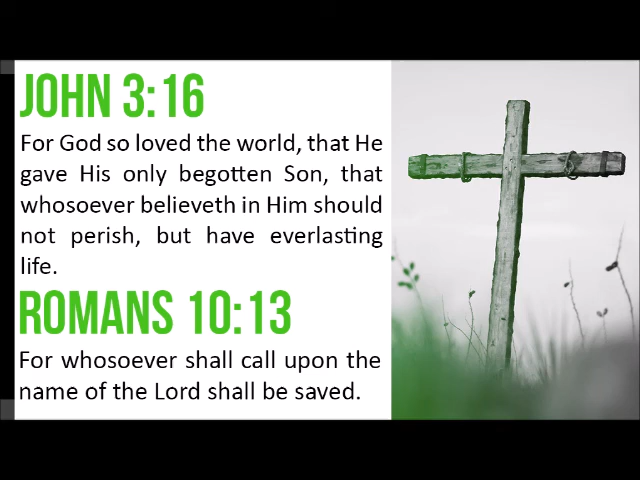 JOHN 3:16
For God so loved the world, that He
gave His only begotten Son, that
whosoever believeth in Him should
not perish, but have everlasting
life.
ROMANS 10:13
For whosoever shall call upon the
name of the Lord shall be saved.